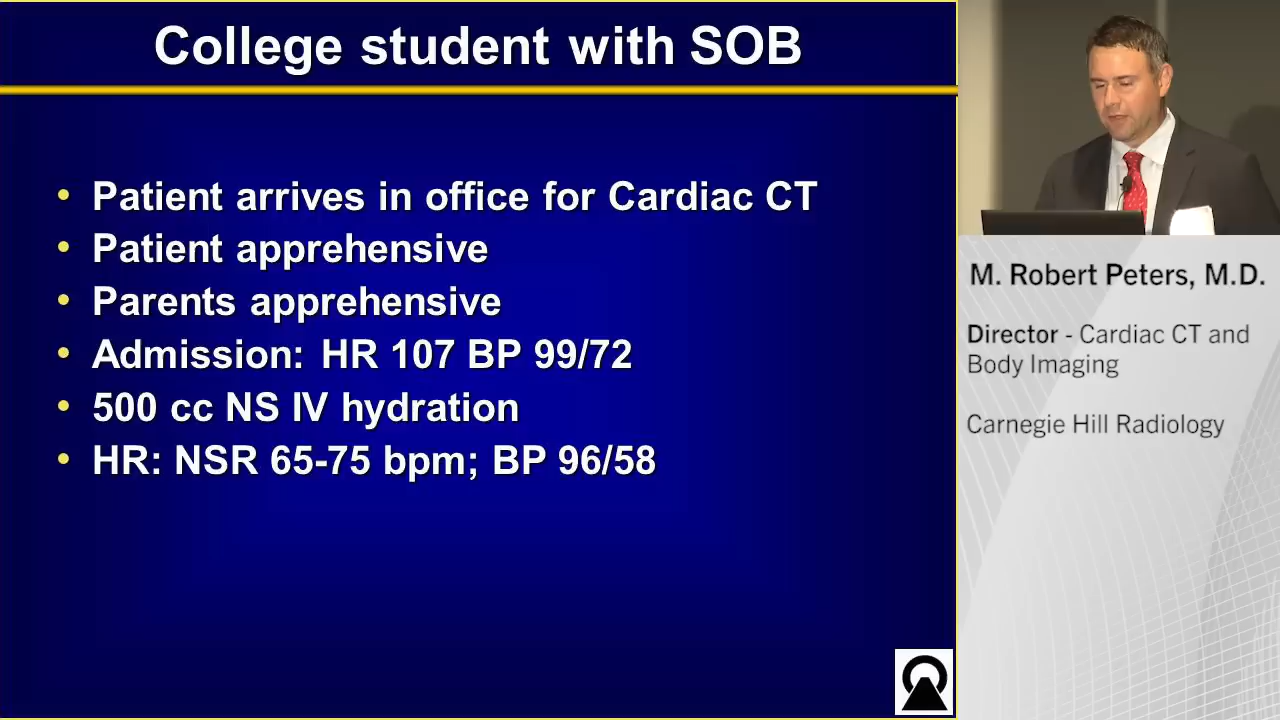 College student with SOB
• Patient arrives in office for Cardiac CT
• Patient apprehensive
• Parents apprehensive
• Admission: HR 107 BP 99/72
• 500 cc NS IV hydration
• HR: NSR 65-75 bpm; BP 96/58
M. Robert Peters, M.D.
Director - Cardiac CT and
Body Imaging
Carnegie Hill Radiology